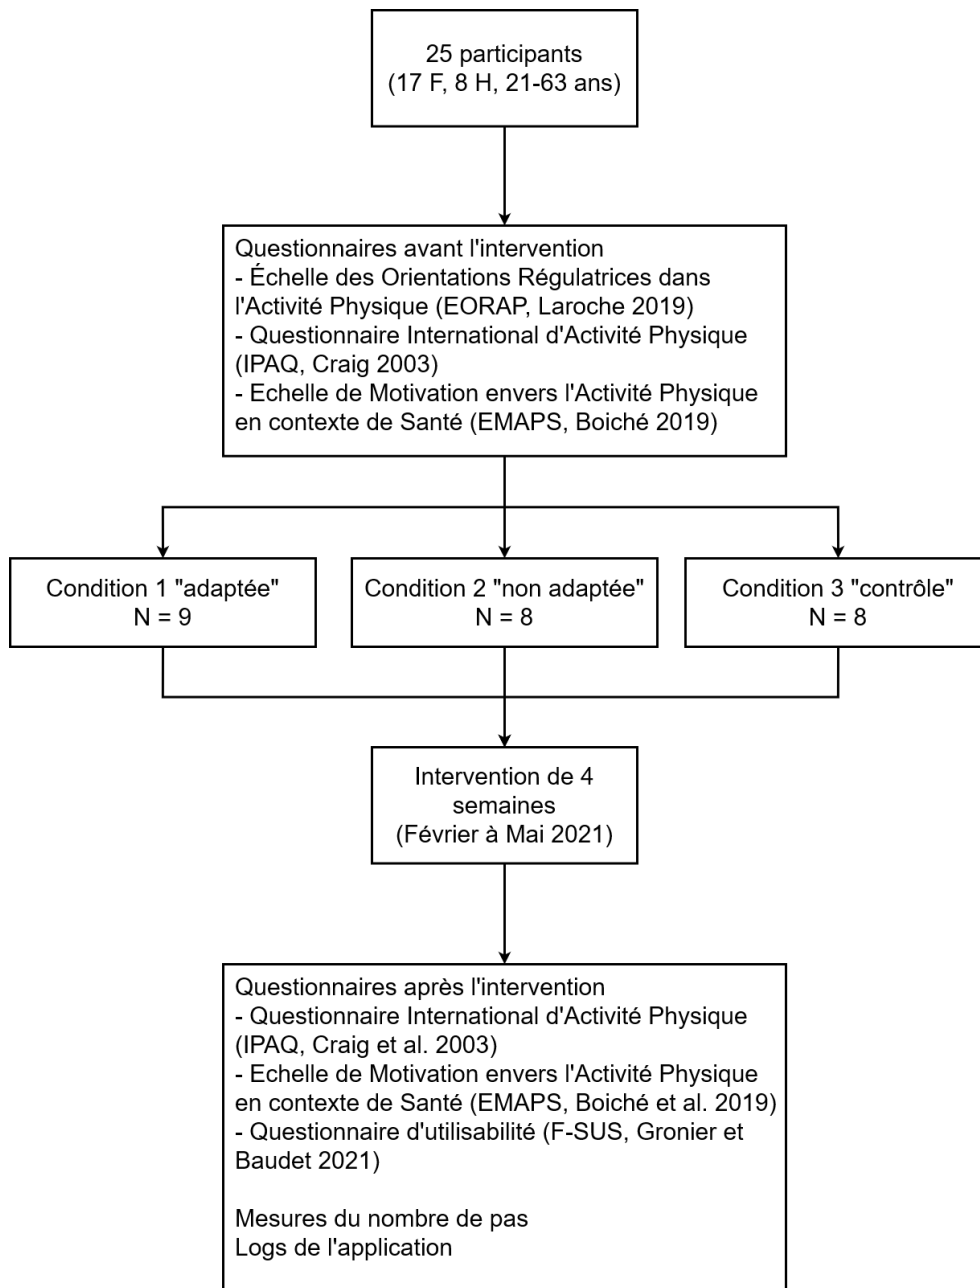 25 participants
(17 F, 8 H, 21-63 ans)
Questionnaires avant l'intervention
- Échelle des Orientations Régulatrices dans
l'Activité Physique (EORAP, Laroche 2019)
- Questionnaire International d'Activité Physique
(IPAQ, Craig 2003)
- Echelle de Motivation envers l'Activité Physique
en contexte de Santé (EMAPS, Boiché 2019)
Condition 1 "adaptée"
N = 9
Condition 2 "non adaptée"
N = 8
Condition 3 "contrôle"
N = 8
Intervention de 4
semaines
(Février à Mai 2021)
Questionnaires après l'intervention
- Questionnaire International d'Activité Physique
(IPAQ, Craig et al. 2003)
- Echelle de Motivation envers l'Activité Physique
en contexte de Santé (EMAPS, Boiché et al. 2019)
- Questionnaire d'utilisabilité (F-SUS, Gronier et
Baudet 2021)
Mesures du nombre de pas
Logs de l'application